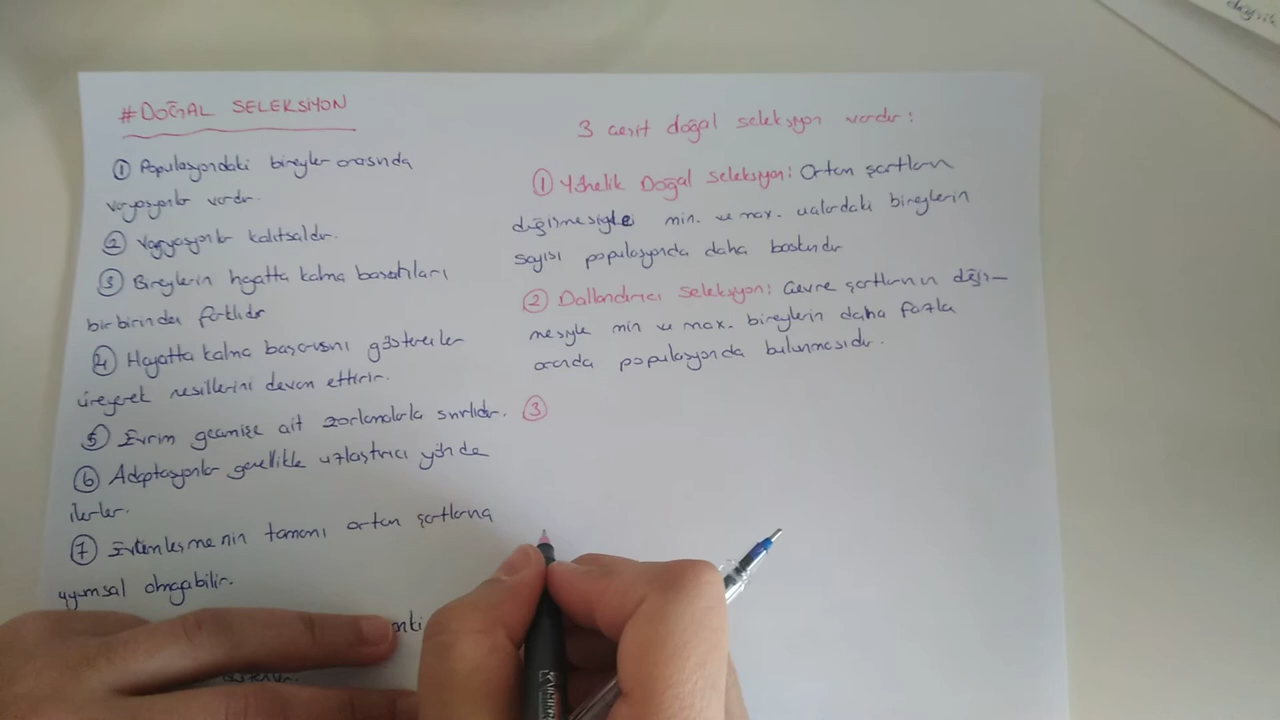 #DOĞAL SELEKSİYON
① Populasyondaki bireyler arasında
varyasyonlar vardır.
② Varyasyonlar kalıtsaldır.
③ Bireylerin hayatta kalma başarıları
birbirinden farklıdır
④ Hayatta kalma başarısını gösterenler
üreyerek nesillerini devam ettirir.
⑤ Evrim geçmişe ait zorlamalarla sınırlıdır.
⑥ Adaptasyonlar genellikle uzlaştırıcı yönde
ilerler.
⑦ Evrimleşmenin tamamı ortam şartlarına
uyumsal olmayabilir.
3 çeşit doğal seleksiyon vardır:
① Yönelik Doğal Seleksiyon: Ortam şartların
değişmesiyle min. ve max. uçlardaki bireylerin
sayısı populasyonda daha baskındır
② Dallandırıcı Seleksiyon: Çevre şartlarının değiş-
mesiyle min ve max. bireylerin daha fazla
oranda populasyonda bulunmasıdır.
③